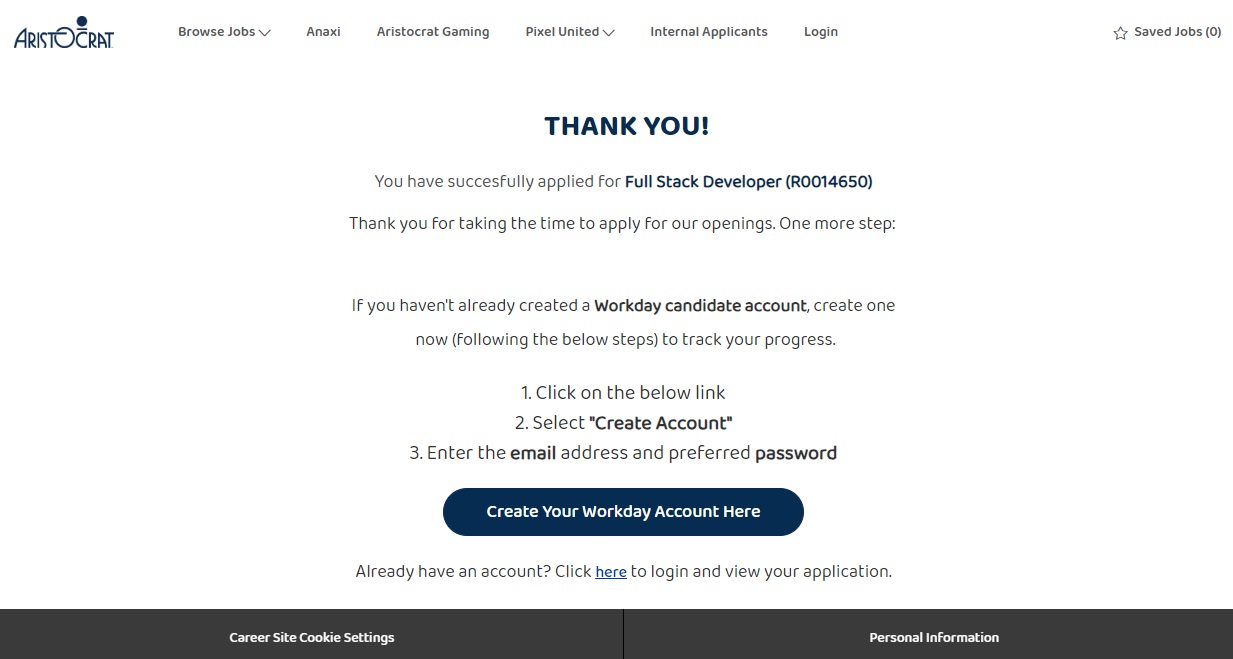 ARISTOCRAT
Browse Jobs
Anaxi
Aristocrat Gaming
Pixel United
Internal Applicants
Login
Saved Jobs (0)
THANK YOU!
You have succesfully applied for Full Stack Developer (R0014650)
Thank you for taking the time to apply for our openings. One more step:
If you haven't already created a Workday candidate account, create one
now (following the below steps) to track your progress.
1. Click on the below link
2. Select "Create Account"
3. Enter the email address and preferred password
Create Your Workday Account Here
Already have an account? Click here to login and view your application.
Career Site Cookie Settings
Personal Information